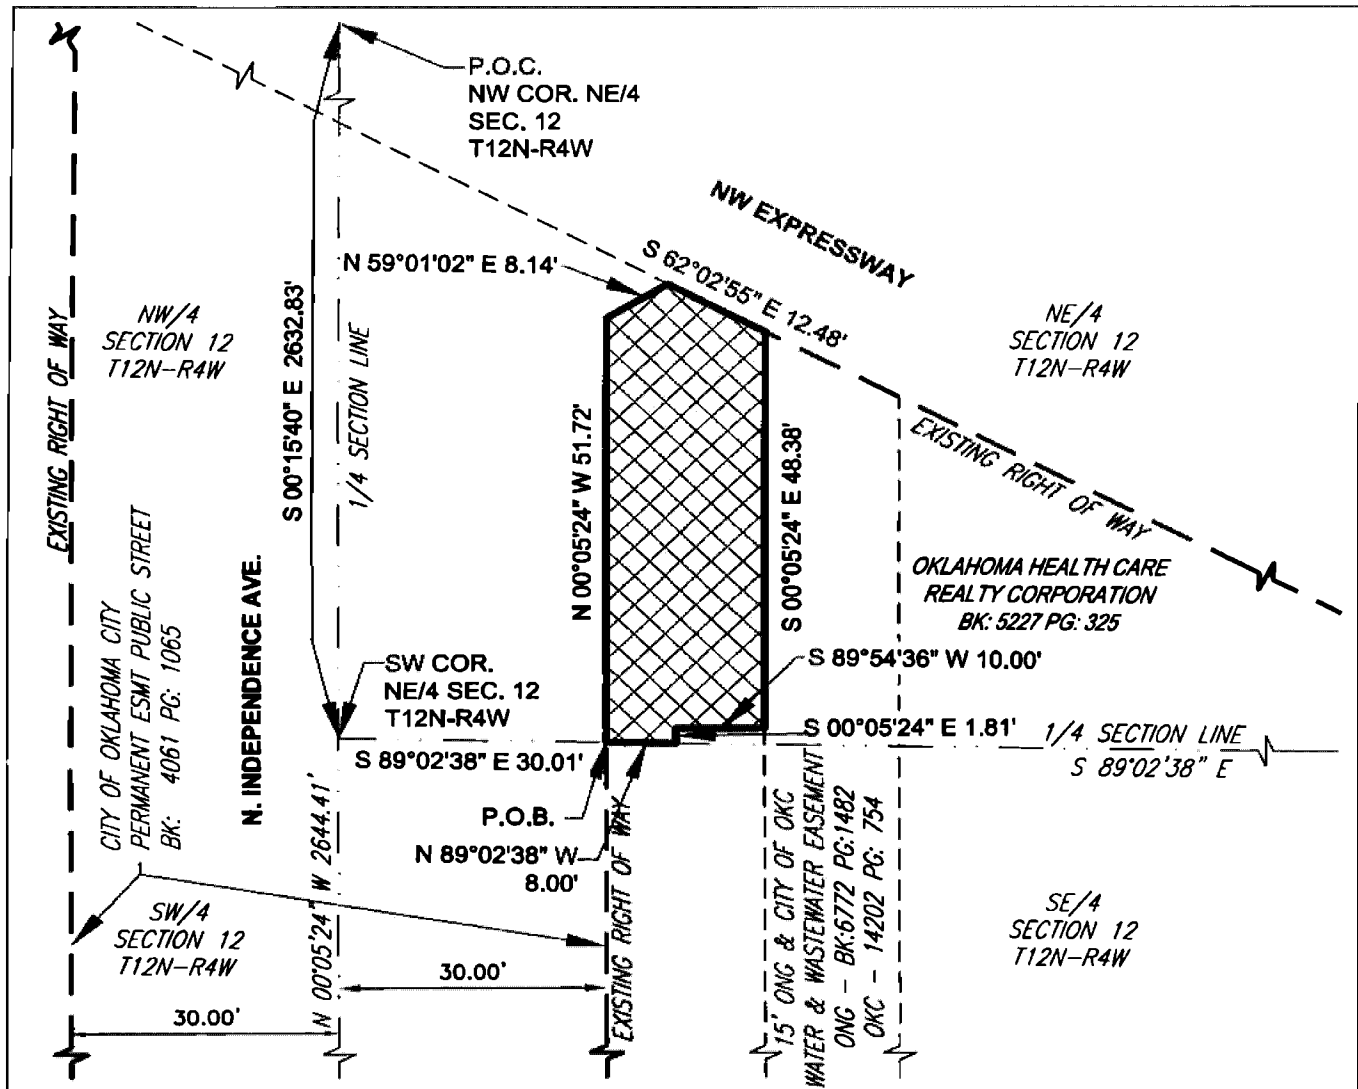 P.O.C.
NW COR. NE/4
SEC. 12
T12N-R4W
NW EXPRESSWAY
N 59°01'02" E 8.14'
S 62°02'55" E 12.48'
NW/4
SECTION 12
T12N-R4W
NE/4
SECTION 12
T12N-R4W
EXISTING RIGHT OF WAY
S 00°15'40" E 2632.83'
1/4 SECTION LINE
N 00°05'24" W 51.72'
S 00°05'24" E 48.38'
EXISTING RIGHT OF WAY
OKLAHOMA HEALTH CARE
REALTY CORPORATION
BK: 5227 PG: 325
CITY OF OKLAHOMA CITY
PERMANENT ESMT PUBLIC STREET
BK: 4061 PG: 1065
N. INDEPENDENCE AVE.
SW COR.
NE/4 SEC. 12
T12N-R4W
S 89°54'36" W 10.00'
S 00°05'24" E 1.81'
1/4 SECTION LINE
S 89°02'38" E
S 89°02'38" E 30.01'
P.O.B.
N 89°02'38" W
8.00'
N 00°05'24" W 2644.41'
EXISTING RIGHT OF WAY
15' ONG & CITY OF OKC
WATER & WASTEWATER EASEMENT
ONG - BK:6772 PG:1482
OKC - 14202 PG: 754
SW/4
SECTION 12
T12N-R4W
SE/4
SECTION 12
T12N-R4W
30.00'
30.00'